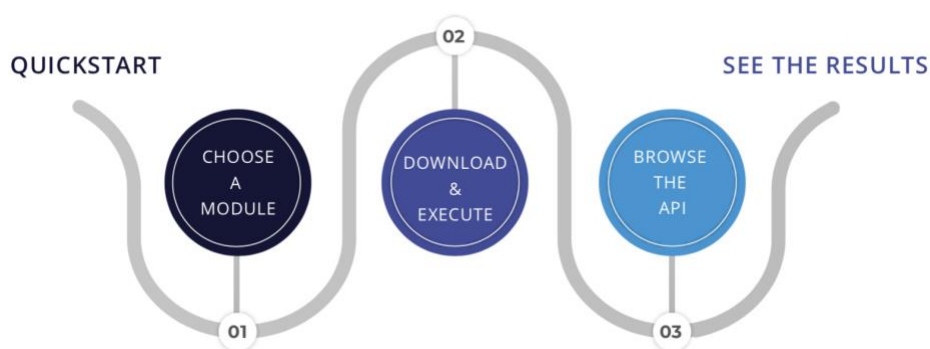 QUICKSTART
01
CHOOSE
A
MODULE
02
DOWNLOAD
&
EXECUTE
03
BROWSE
THE
API
SEE THE RESULTS